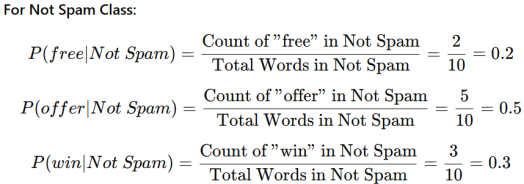 For Not Spam Class:
P(free|Not Spam) = Count of "free" in Not Spam / Total Words in Not Spam = 2/10 = 0.2
P(offer|Not Spam) = Count of "offer" in Not Spam / Total Words in Not Spam = 5/10 = 0.5
P(win|Not Spam) = Count of "win" in Not Spam / Total Words in Not Spam = 3/10 = 0.3